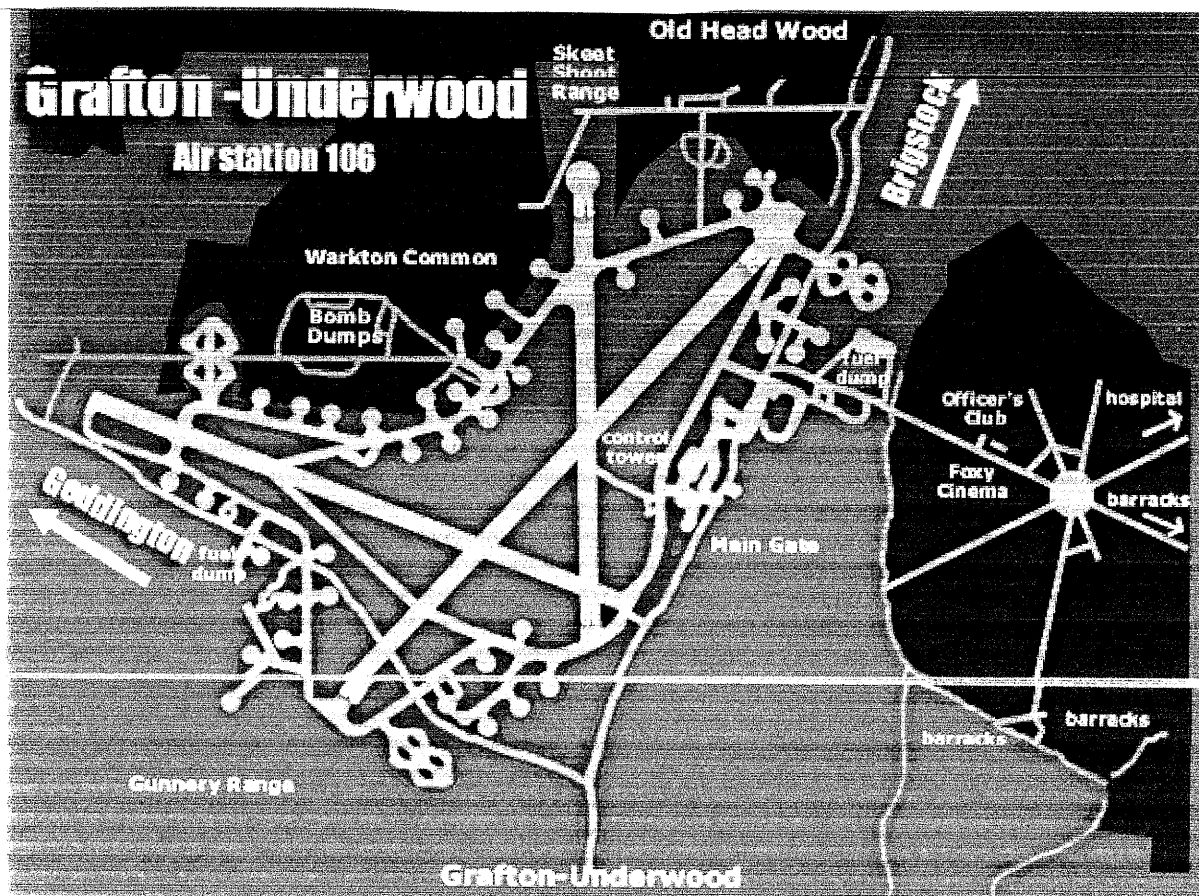 Old Head Wood
Skeet
Shoot
Range
Grafton-Underwood
Air station 106
Brigstock
Warkton Common
Bomb
Dumps
fuel
dump
Officer's
Club
hospital
control
tower
Foxy
Cinema
barracks
Geddington
Main Gate
fuel
dump
barracks
barracks
Gunnery Range
Grafton-Underwood